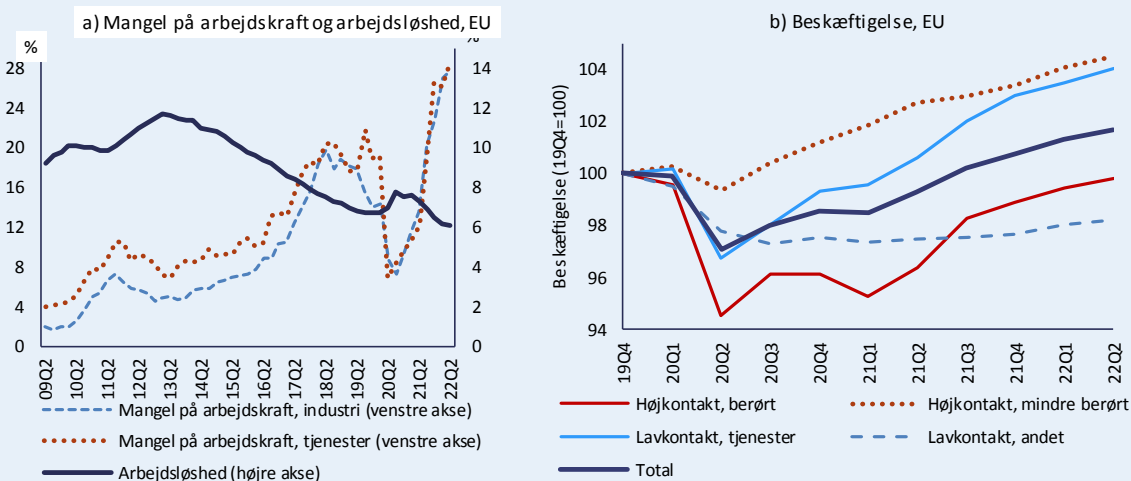 a) Mangel på arbejdskraft og arbejdsløshed, EU
%
%
28
24
20
16
12
8
4
0
14
12
10
8
6
4
2
0
09Q2
10Q2
11Q2
12Q2
13Q2
14Q2
15Q2
16Q2
17Q2
18Q2
19Q2
20Q2
21Q2
22Q2
Mangel på arbejdskraft, industri (venstre akse)
Mangel på arbejdskraft, tjenester (venstre akse)
Arbejdsløshed (højre akse)
b) Beskæftigelse, EU
Beskæftigelse (19Q4=100)
104
102
100
98
96
94
19Q4
20Q1
20Q2
20Q3
20Q4
21Q1
21Q2
21Q3
21Q4
22Q1
22Q2
Højkontakt, berørt
Højkontakt, mindre berørt
Lavkontakt, tjenester
Lavkontakt, andet
Total